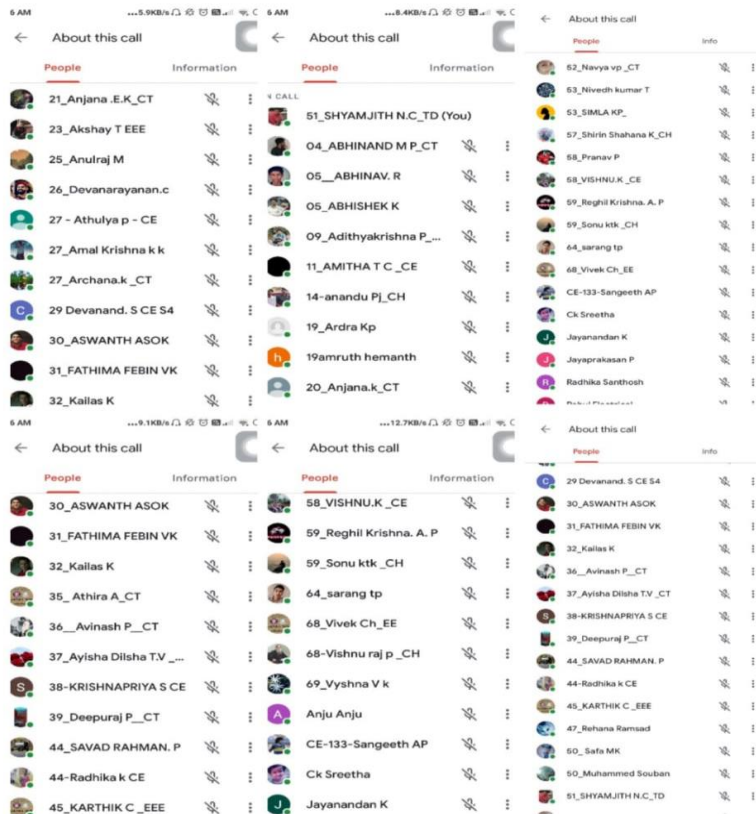 6 AM
...5.9KB/s
About this call
People Information
21_Anjana .E.K_CT
23_Akshay T EEE
25_Anulraj M
26_Devanarayanan.c
27 - Athulya p - CE
27_Amal Krishna k k
27_Archana.k _CT
C 29 Devanand. S CE S4
30_ASWANTH ASOK
31_FATHIMA FEBIN VK
32_Kailas K
6 AM
...8.4KB/s
About this call
People Information
N CALL
51_SHYAMJITH N.C_TD (You)
04_ABHINAND M P_CT
05__ABHINAV. R
05_ABHISHEK K
09_Adithyakrishna P_...
11_AMITHA T C _CE
14-anandu Pj_CH
19_Ardra Kp
h 19amruth hemanth
20_Anjana.k_CT
About this call
People Info
52_Navya vp _CT
53_Nivedh kumar T
53_SIMLA KP_
57_Shirin Shahana K_CH
58_Pranav P
58_VISHNU.K _CE
59_Reghil Krishna. A. P
59_Sonu ktk _CH
64_sarang tp
68_Vivek Ch_EE
CE-133-Sangeeth AP
Ck Sreetha
J Jayanandan K
J Jayaprakasan P
R Radhika Santhosh
6 AM
...9.1KB/s
About this call
People Information
30_ASWANTH ASOK
31_FATHIMA FEBIN VK
32_Kailas K
35_ Athira A_CT
36__Avinash P__CT
37_Ayisha Dilsha T.V _...
S 38-KRISHNAPRIYA S CE
39_Deepuraj P__CT
44_SAVAD RAHMAN. P
44-Radhika k CE
45_KARTHIK C _EEE
6 AM
...12.7KB/s
About this call
People Information
58_VISHNU.K _CE
59_Reghil Krishna. A. P
59_Sonu ktk _CH
64_sarang tp
68_Vivek Ch_EE
68-Vishnu raj p _CH
69_Vyshna V k
A Anju Anju
CE-133-Sangeeth AP
Ck Sreetha
J Jayanandan K
About this call
People Info
C 29 Devanand. S CE S4
30_ASWANTH ASOK
31_FATHIMA FEBIN VK
32_Kailas K
36__Avinash P__CT
37_Ayisha Dilsha T.V _CT
S 38-KRISHNAPRIYA S CE
39_Deepuraj P__CT
44_SAVAD RAHMAN. P
44-Radhika k CE
45_KARTHIK C _EEE
47_Rehana Ramsad
50_ Safa MK
50_Muhammed Souban
51_SHYAMJITH N.C_TD